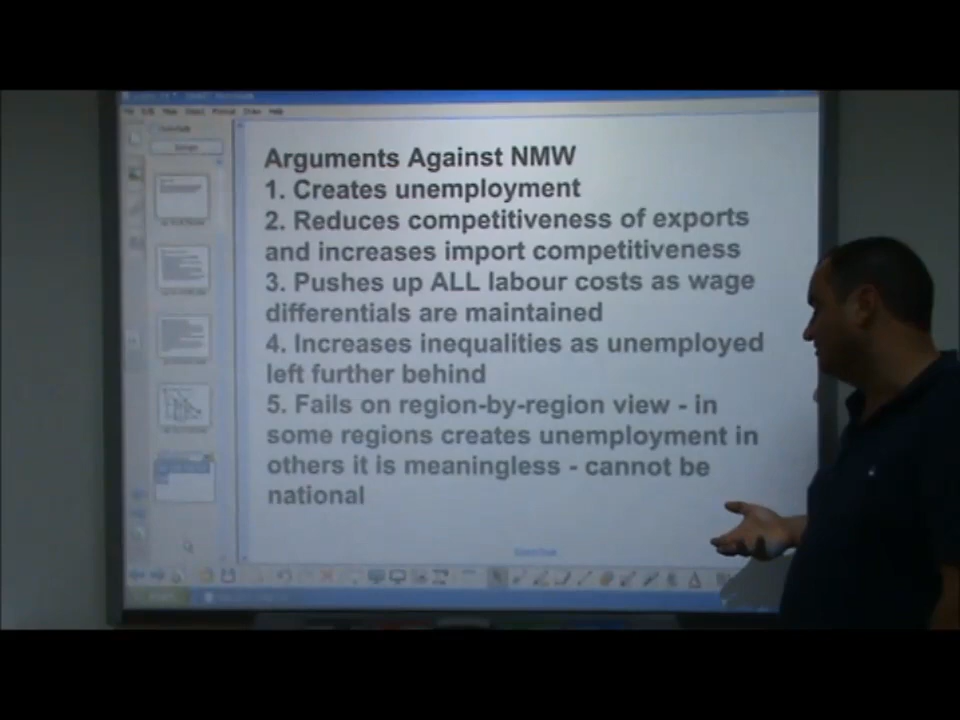 Arguments Against NMW
1. Creates unemployment
2. Reduces competitiveness of exports
and increases import competitiveness
3. Pushes up ALL labour costs as wage
differentials are maintained
4. Increases inequalities as unemployed
left further behind
5. Fails on region-by-region view - in
some regions creates unemployment in
others it is meaningless - cannot be
national